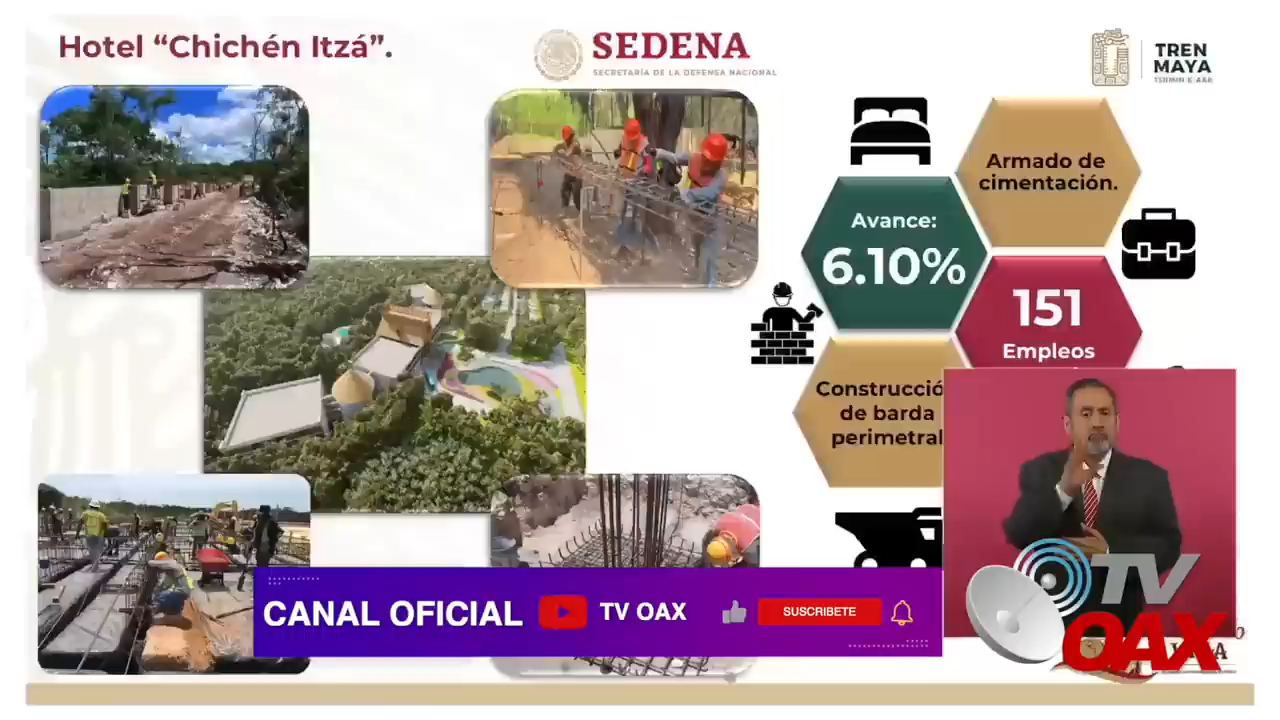 Hotel “Chichén Itzá”.
SEDENA
SECRETARÍA DE LA DEFENSA NACIONAL
TREN
MAYA
Armado de
cimentación.
Avance:
6.10%
151
Empleos
Construcció
de barda
perimetral
CANAL OFICIAL
TV OAX
SUSCRIBETE
TV
OAX